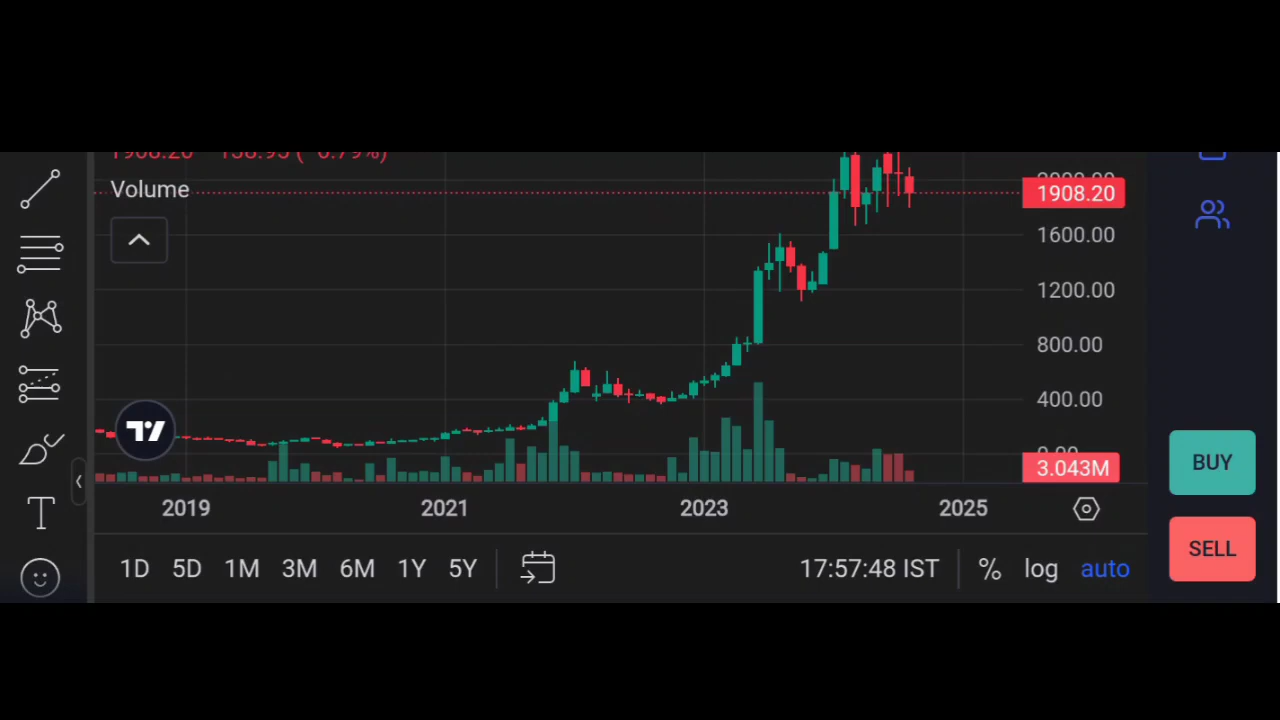 Volume
1908.20
1600.00
1200.00
800.00
400.00
3.043M
2019 2021 2023 2025
BUY
SELL
1D 5D 1M 3M 6M 1Y 5Y 17:57:48 IST % log auto